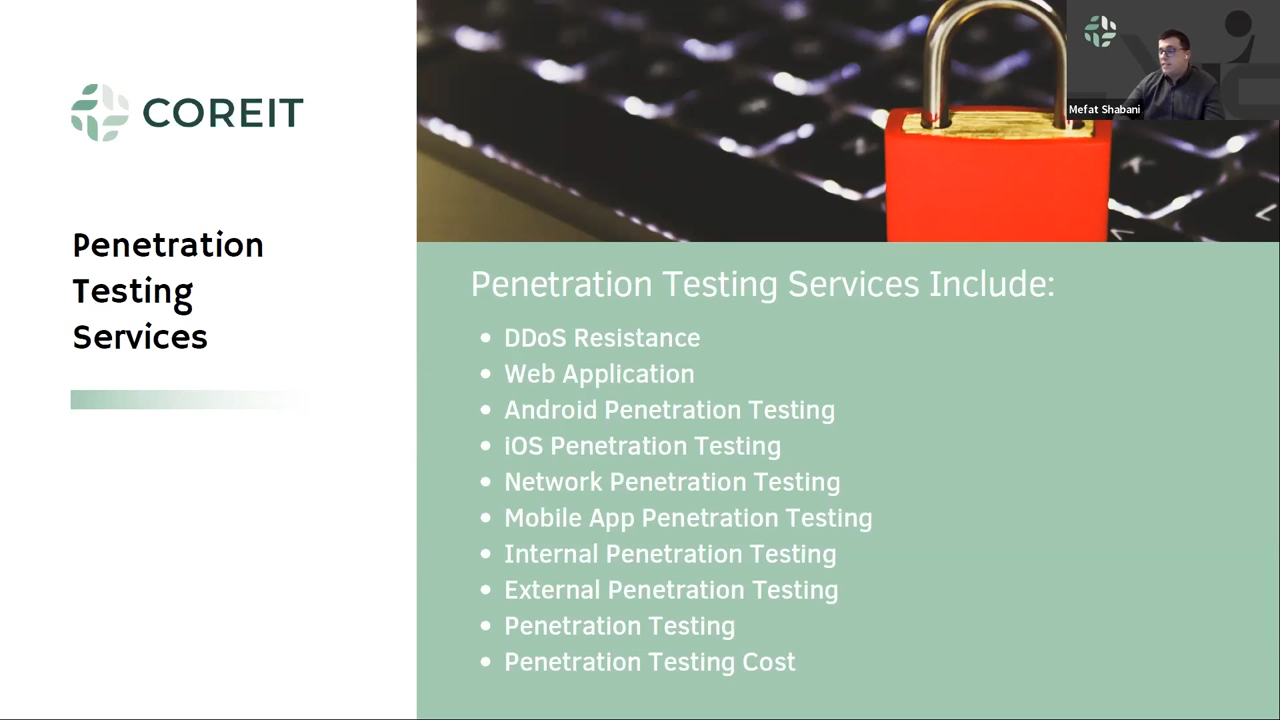 COREIT
Penetration
Testing
Services
Mefat Shabani
Penetration Testing Services Include:
• DDoS Resistance
• Web Application
• Android Penetration Testing
• iOS Penetration Testing
• Network Penetration Testing
• Mobile App Penetration Testing
• Internal Penetration Testing
• External Penetration Testing
• Penetration Testing
• Penetration Testing Cost